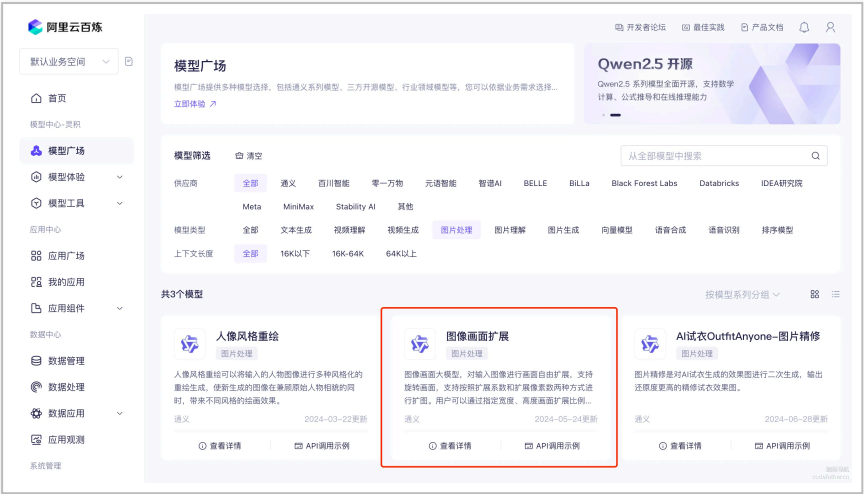 阿里云百炼
开发者论坛 最佳实践 产品文档
默认业务空间
首页
模型中心-灵积
模型广场
模型体验
模型工具
应用中心
应用广场
我的应用
应用组件
数据中心
数据管理
数据处理
数据应用
应用观测
系统管理
模型广场
模型广场提供多种模型选择，包括通义系列模型、三方开源模型、行业领域模型等，您可以依据业务需求选择...
立即体验
Qwen2.5 开源
Qwen2.5 系列模型全面开源，支持数学
计算、公式推导和在线推理能力
模型筛选 清空
从全部模型中搜索
供应商 全部 通义 百川智能 零一万物 元语智能 智谱AI BELLE BiLLa Black Forest Labs Databricks IDEA研究院
Meta MiniMax Stability AI 其他
模型类型 全部 文本生成 视频理解 视频生成 图片处理 图片理解 图片生成 向量模型 语音合成 语音识别 排序模型
上下文长度 全部 16K以下 16K-64K 64K以上
共3个模型
按模型系列分组
人像风格重绘
图片处理
人像风格重绘可以将输入的人物图像进行多种风格化的
重绘生成，使新生成的图像在兼顾原始人物相貌的同
时，带来不同风格的绘画效果。
通义 2024-03-22更新
查看详情 API调用示例
图像画面扩展
图片处理
图像画面大模型，对输入图像进行画面自由扩展，支持
旋转画面，支持按照扩展系数和扩展像素两种方式进
行扩图。用户可以通过指定宽度、高度画面扩展比例...
通义 2024-05-24更新
查看详情 API调用示例
AI试衣OutfitAnyone-图片精修
图片处理
图片精修是对AI试衣生成的效果图进行二次生成，输出
还原度更高的精修试衣效果图。
通义 2024-06-28更新
查看详情 API调用示例